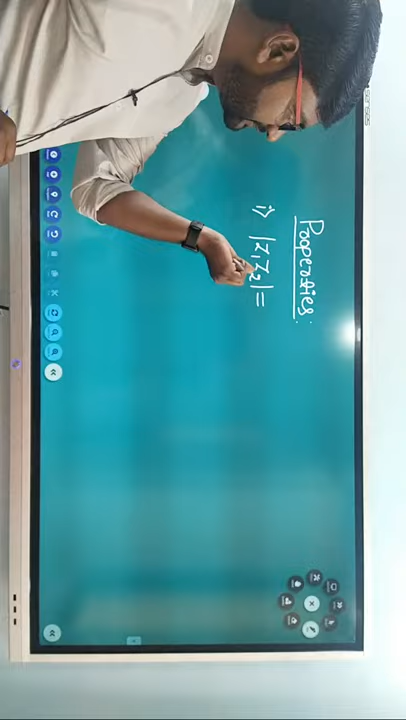 Properties:
i> |z₁z₂| =